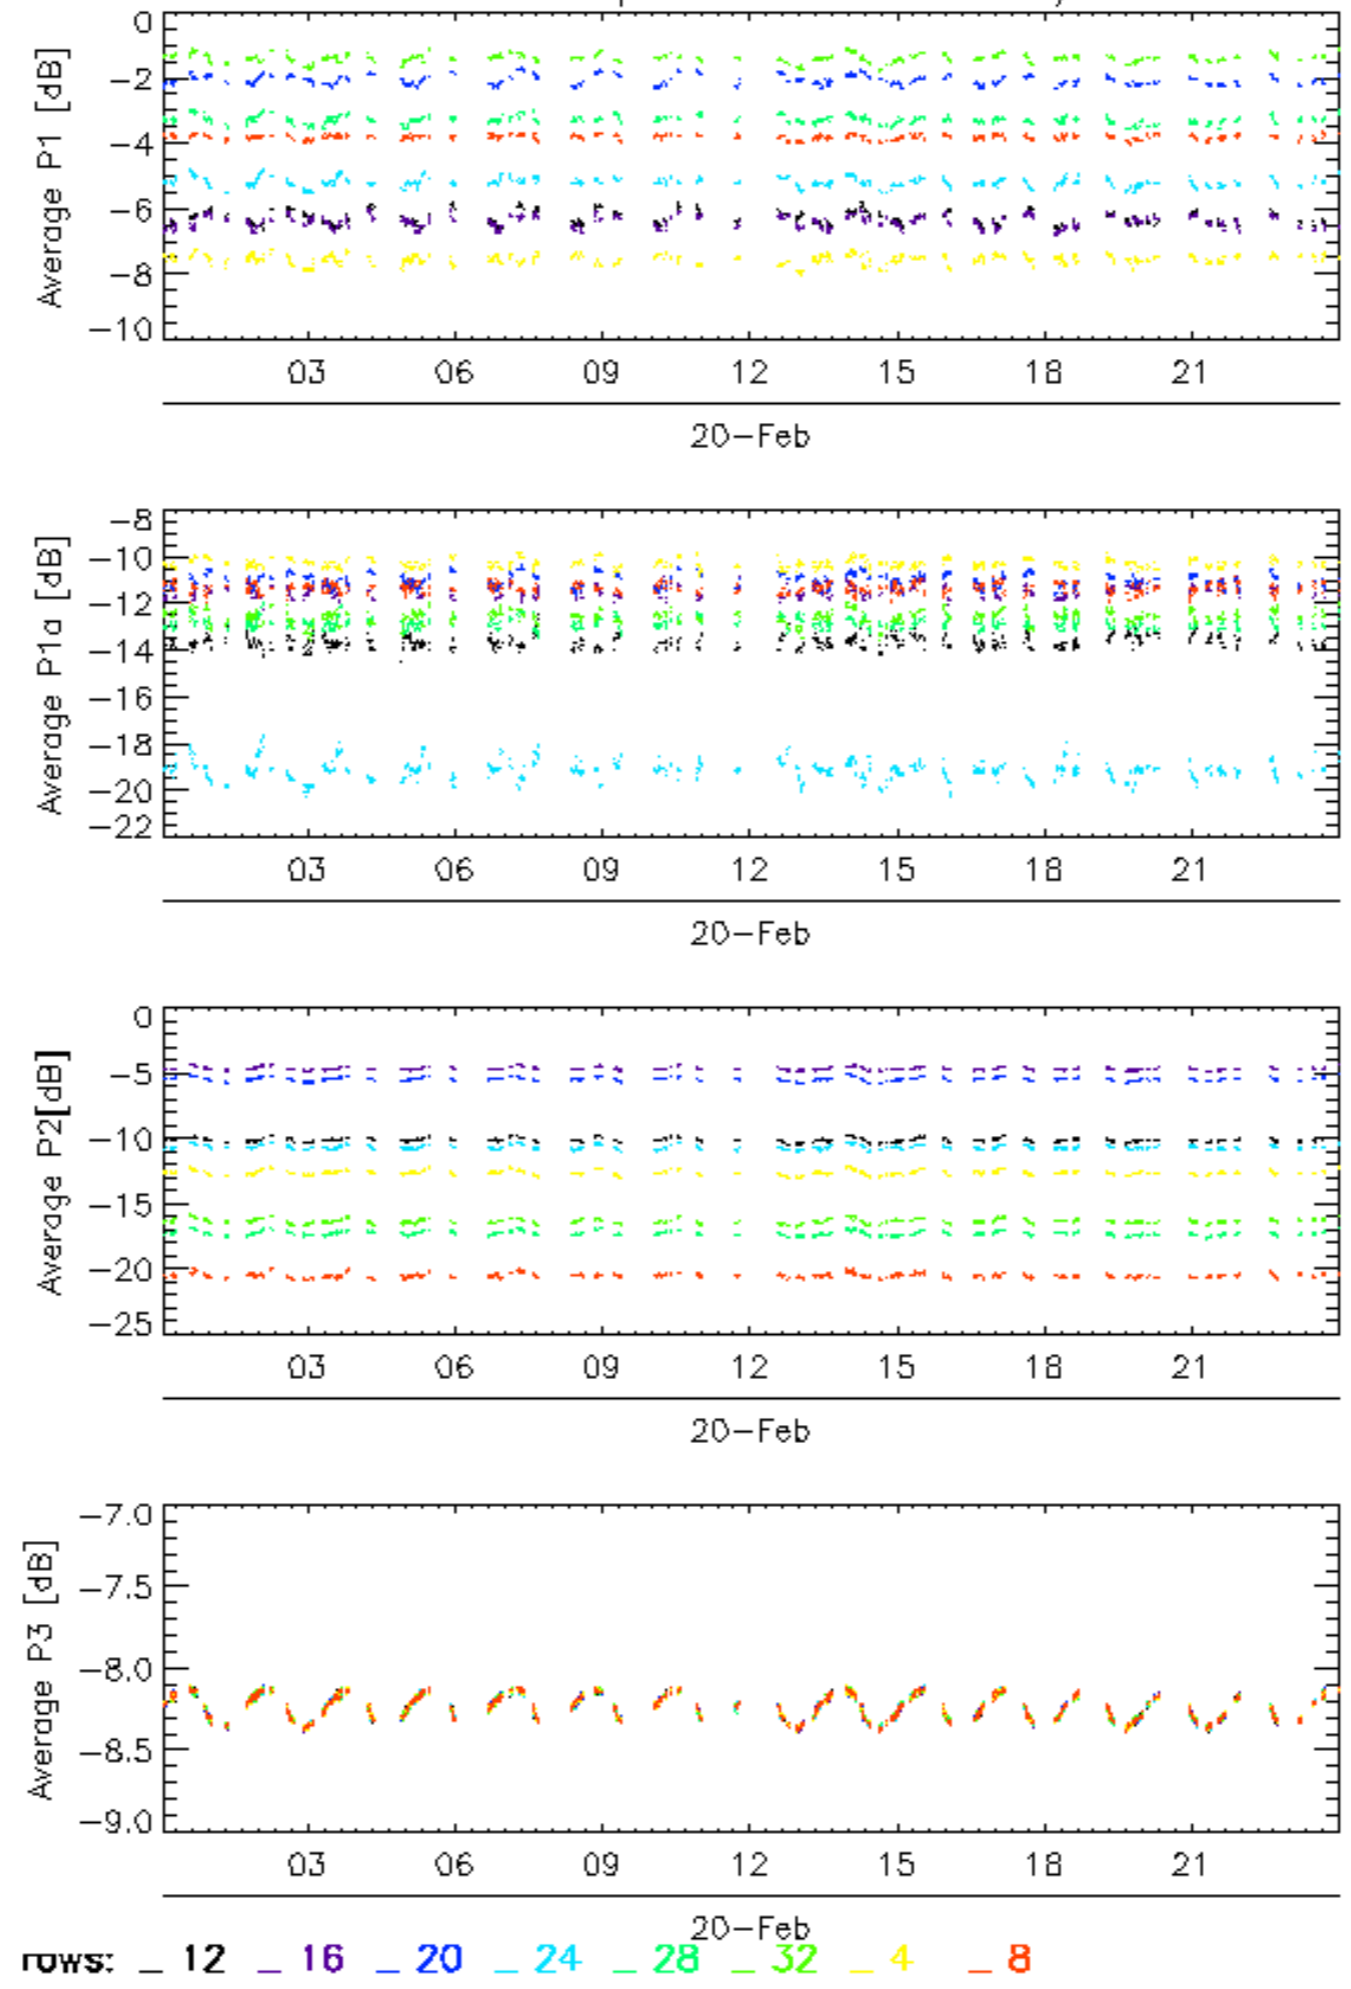 0
−2
−4
−6
−8
−10
Average P1 [dB]
03 06 09 12 15 18 21
20−Feb
−8
−10
−12
−14
−16
−18
−20
−22
Average P1a [dB]
03 06 09 12 15 18 21
20−Feb
0
−5
−10
−15
−20
−25
Average P2[dB]
03 06 09 12 15 18 21
20−Feb
−7.0
−7.5
−8.0
−8.5
−9.0
Average P3 [dB]
03 06 09 12 15 18 21
20−Feb
rows: _ 12 _ 16 _ 20 _ 24 _ 28 _ 32 _ 4 _ 8